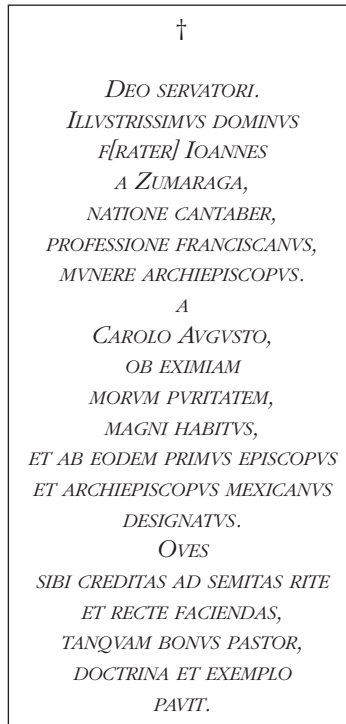 †
DEO SERVATORI.
ILLVSTRISSIMVS DOMINVS
F[RATER] IOANNES
A ZUMARAGA,
NATIONE CANTABER,
PROFESSIONE FRANCISCANVS,
MVNERE ARCHIEPISCOPVS.
A
CAROLO AVGVSTO,
OB EXIMIAM
MORVM PVRITATEM,
MAGNI HABITVS,
ET AB EODEM PRIMVS EPISCOPVS
ET ARCHIEPISCOPVS MEXICANVS
DESIGNATVS.
OVES
SIBI CREDITAS AD SEMITAS RITE
ET RECTE FACIENDAS,
TANQVAM BONVS PASTOR,
DOCTRINA ET EXEMPLO
PAVIT.